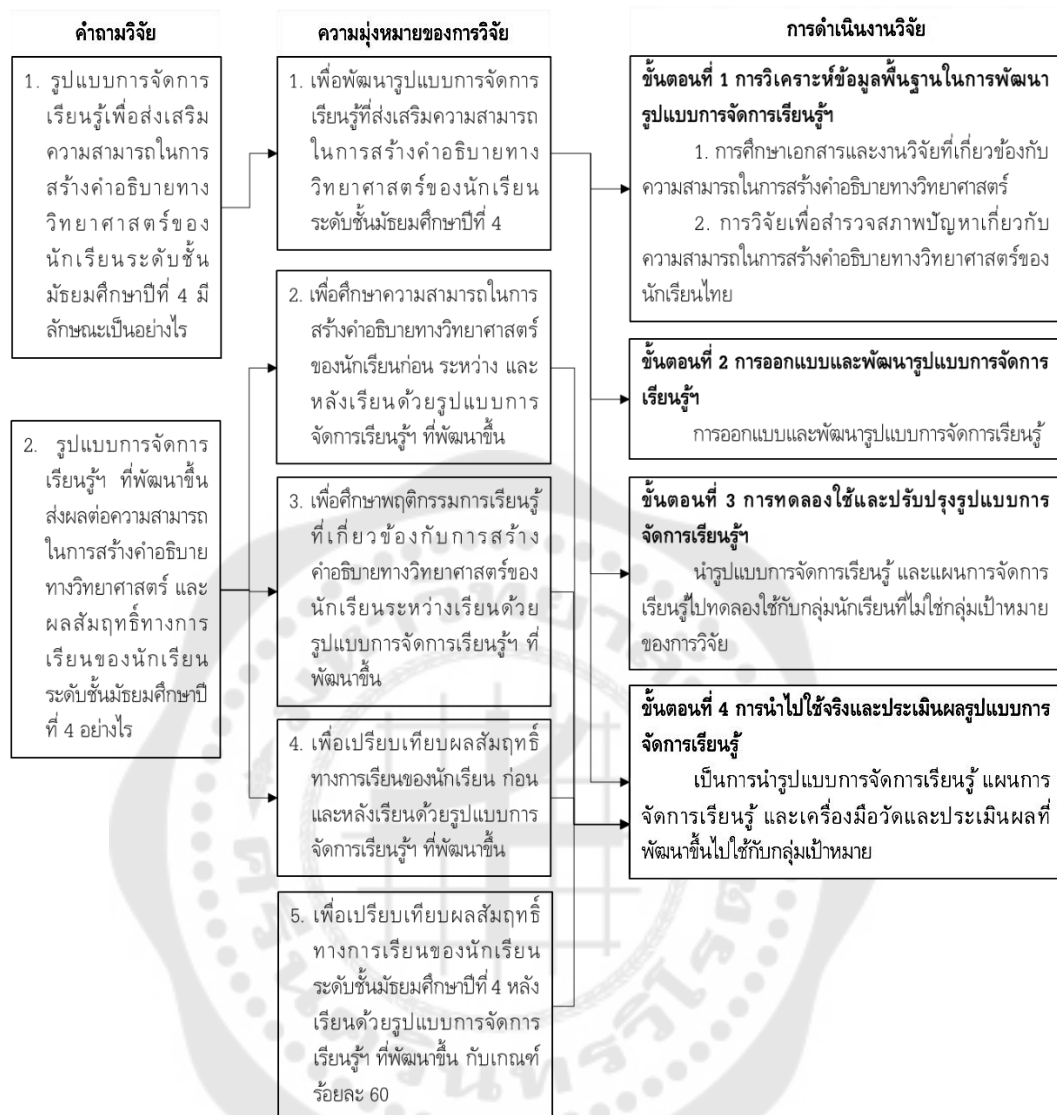 คำถามวิจัย
1. รูปแบบการจัดการ
เรียนรู้เพื่อส่งเสริม
ความสามารถในการ
สร้างคำอธิบายทาง
วิทยาศาสตร์ของ
นักเรียนระดับชั้น
มัธยมศึกษาปีที่ 4 มี
ลักษณะเป็นอย่างไร
2. รูปแบบการจัดการ
เรียนรู้ฯ ที่พัฒนาขึ้น
ส่งผลต่อความสามารถ
ในการสร้างคำอธิบาย
ทางวิทยาศาสตร์ และ
ผลสัมฤทธิ์ทางการ
เรียนของนักเรียน
ระดับชั้นมัธยมศึกษาปี
ที่ 4 อย่างไร
ความมุ่งหมายของการวิจัย
1. เพื่อพัฒนารูปแบบการจัดการ
เรียนรู้ที่ส่งเสริมความสามารถ
ในการสร้างคำอธิบายทาง
วิทยาศาสตร์ของนักเรียน
ระดับชั้นมัธยมศึกษาปีที่ 4
2. เพื่อศึกษาความสามารถในการ
สร้างคำอธิบายทางวิทยาศาสตร์
ของนักเรียนก่อน ระหว่าง และ
หลังเรียนด้วยรูปแบบการ
จัดการเรียนรู้ฯ ที่พัฒนาขึ้น
3. เพื่อศึกษาพฤติกรรมการเรียนรู้
ที่เกี่ยวข้องกับการสร้าง
คำอธิบายทางวิทยาศาสตร์ของ
นักเรียนระหว่างเรียนด้วย
รูปแบบการจัดการเรียนรู้ฯ ที่
พัฒนาขึ้น
4. เพื่อเปรียบเทียบผลสัมฤทธิ์
ทางการเรียนของนักเรียน ก่อน
และหลังเรียนด้วยรูปแบบการ
จัดการเรียนรู้ฯ ที่พัฒนาขึ้น
5. เพื่อเปรียบเทียบผลสัมฤทธิ์
ทางการเรียนของนักเรียน
ระดับชั้นมัธยมศึกษาปีที่ 4 หลัง
เรียนด้วยรูปแบบการจัดการ
เรียนรู้ฯ ที่พัฒนาขึ้น กับเกณฑ์
ร้อยละ 60
การดำเนินงานวิจัย
ขั้นตอนที่ 1 การวิเคราะห์ข้อมูลพื้นฐานในการพัฒนา
รูปแบบการจัดการเรียนรู้ฯ
1. การศึกษาเอกสารและงานวิจัยที่เกี่ยวข้องกับ
ความสามารถในการสร้างคำอธิบายทางวิทยาศาสตร์
2. การวิจัยเพื่อสำรวจสภาพปัญหาเกี่ยวกับ
ความสามารถในการสร้างคำอธิบายทางวิทยาศาสตร์ของ
นักเรียนไทย
ขั้นตอนที่ 2 การออกแบบและพัฒนารูปแบบการจัดการ
เรียนรู้ฯ
การออกแบบและพัฒนารูปแบบการจัดการเรียนรู้
ขั้นตอนที่ 3 การทดลองใช้และปรับปรุงรูปแบบการ
จัดการเรียนรู้ฯ
นำรูปแบบการจัดการเรียนรู้ และแผนการจัดการ
เรียนรู้ไปทดลองใช้กับกลุ่มนักเรียนที่ไม่ใช่กลุ่มเป้าหมาย
ของการวิจัย
ขั้นตอนที่ 4 การนำไปใช้จริงและประเมินผลรูปแบบการ
จัดการเรียนรู้
เป็นการนำรูปแบบการจัดการเรียนรู้ แผนการ
จัดการเรียนรู้ และเครื่องมือวัดและประเมินผลที่
พัฒนาขึ้นไปใช้กับกลุ่มเป้าหมาย